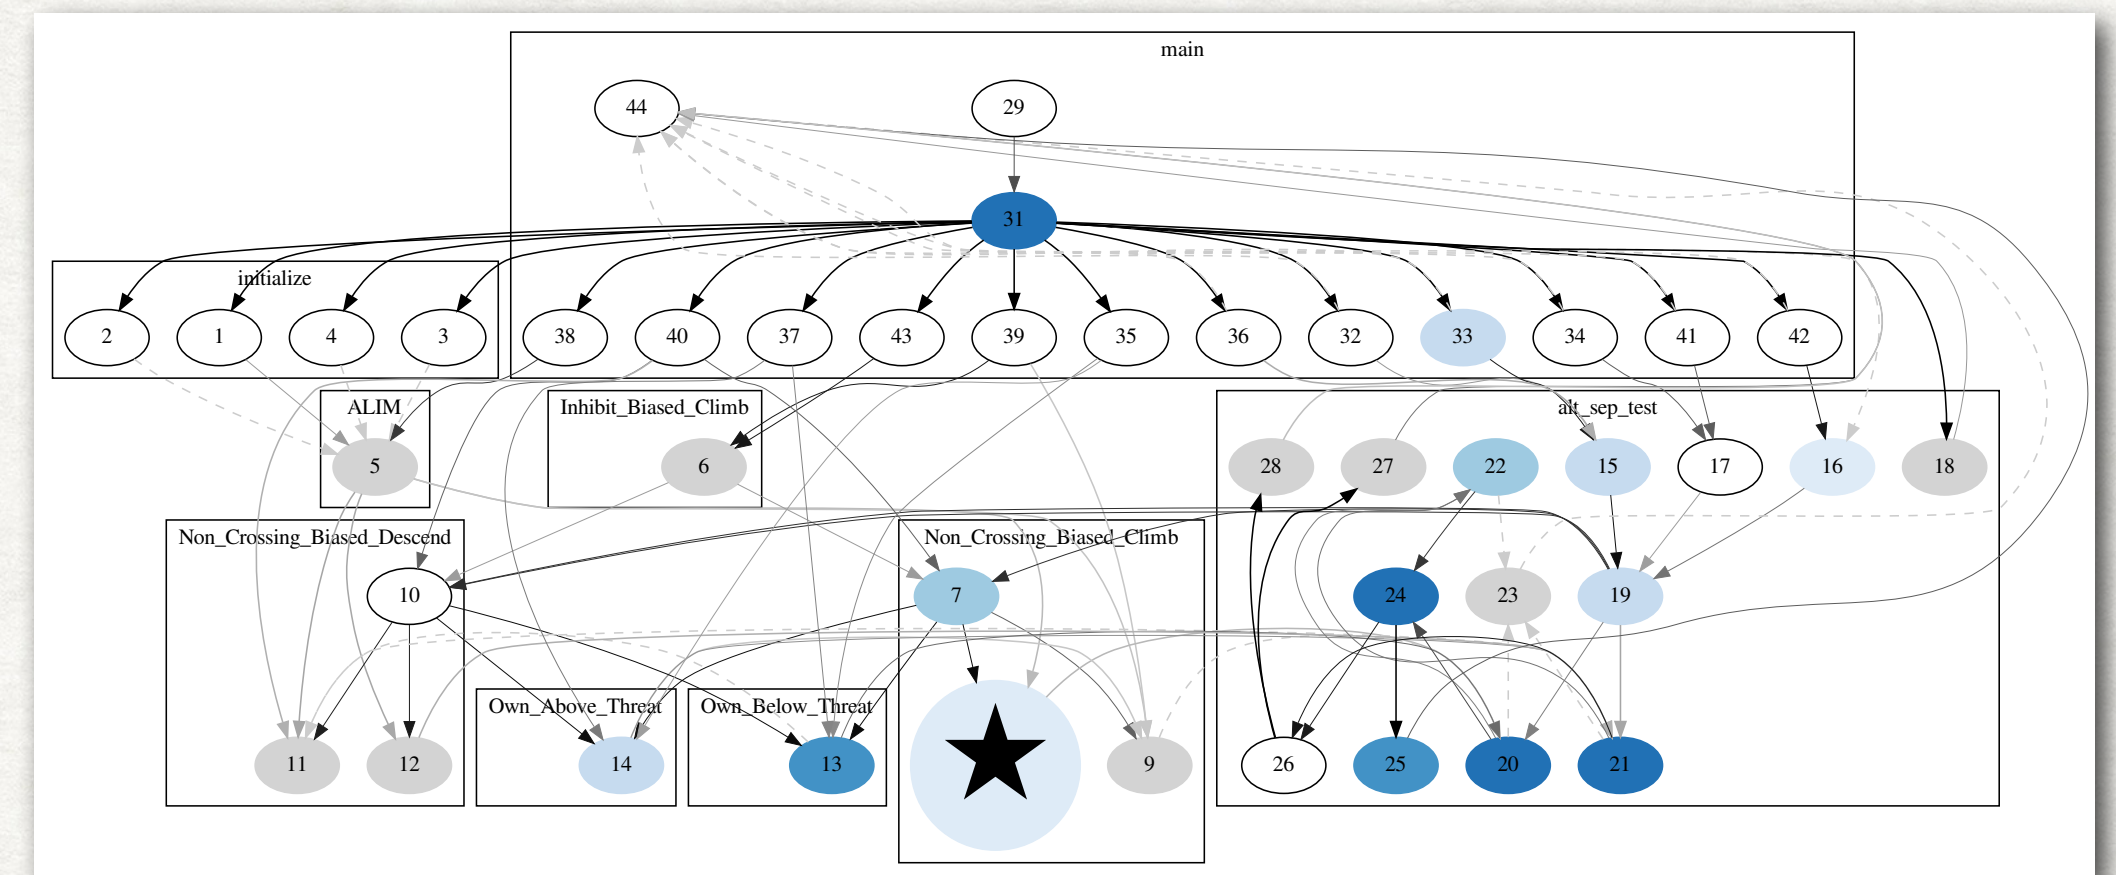 main
44 29
31
initialize
2 1 4 3 38 40 37 43 39 35 36 32 33 34 41 42
ALIM Inhibit_Biased_Climb alt_sep_test
5 6 28 27 22 15 17 16 18
Non_Crossing_Biased_Descend Non_Crossing_Biased_Climb
10 7 24 23 19
Own_Above_Threat Own_Below_Threat
11 12 14 13 9 26 25 20 21